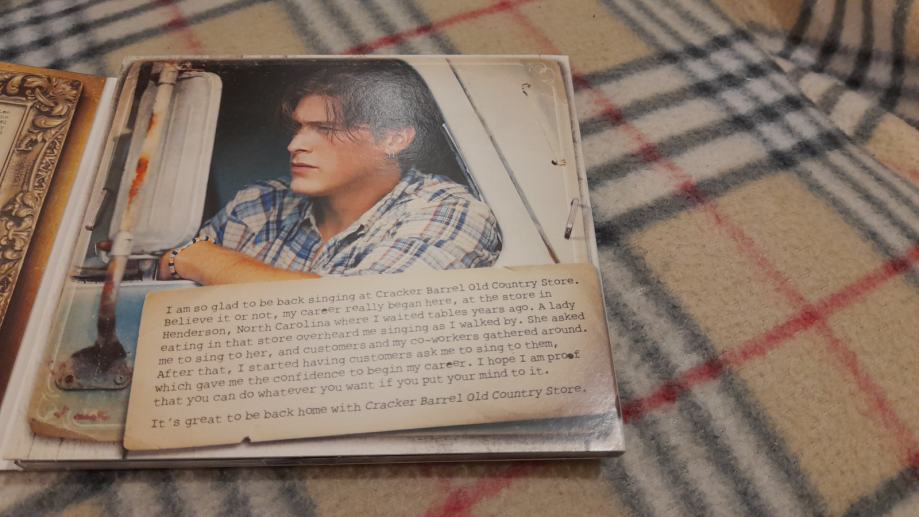 I am so glad to be back singing at Cracker Barrel Old Country Store.
Believe it or not, my career really began here, at the store in
Henderson, North Carolina where I waited tables years ago. A lady
eating in that store overheard me singing as I walked by. She asked
me to sing to her, and customers and my co-workers gathered around.
After that, I started having customers ask me to sing to them,
which gave me the confidence to begin my career. I hope I am proof
that you can do whatever you want if you put your mind to it.
It's great to be back home with Cracker Barrel Old Country Store.